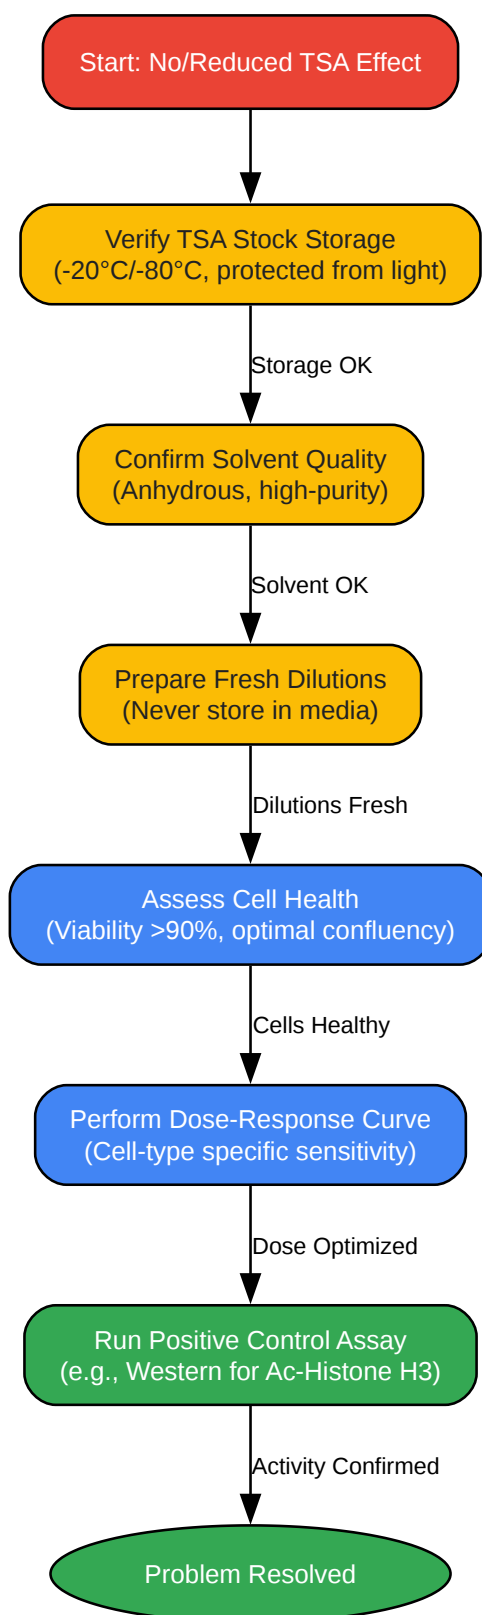 Start: No/Reduced TSA Effect
Verify TSA Stock Storage
(-20°C/-80°C, protected from light)
Storage OK
Confirm Solvent Quality
(Anhydrous, high-purity)
Solvent OK
Prepare Fresh Dilutions
(Never store in media)
Dilutions Fresh
Assess Cell Health
(Viability >90%, optimal confluency)
Cells Healthy
Perform Dose-Response Curve
(Cell-type specific sensitivity)
Dose Optimized
Run Positive Control Assay
(e.g., Western for Ac-Histone H3)
Activity Confirmed
Problem Resolved